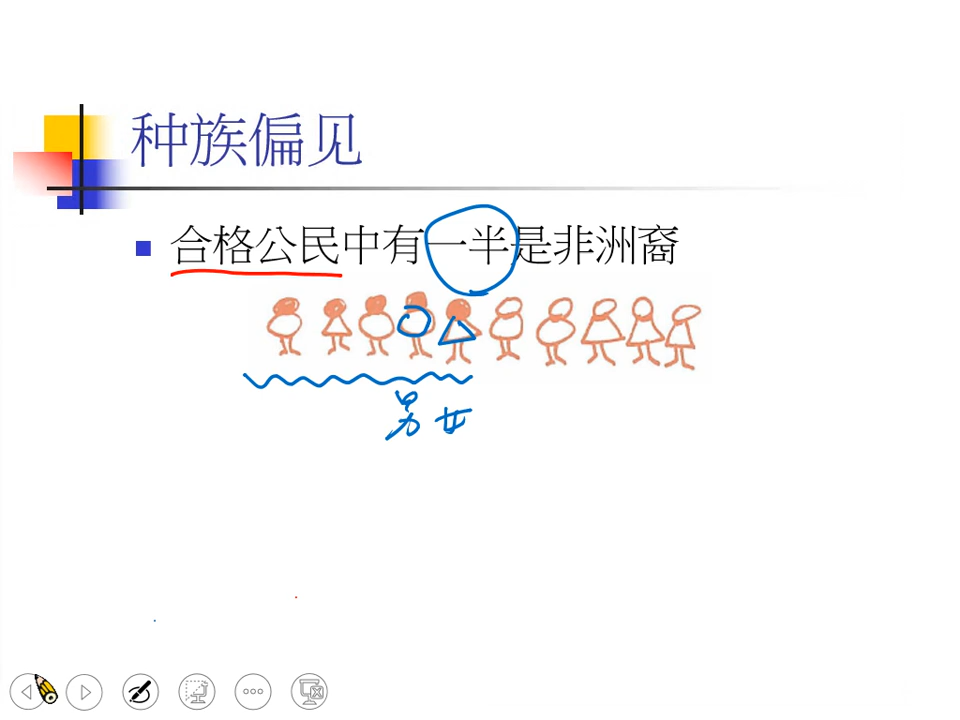 种族偏见
合格公民中有一半是非洲裔
男女